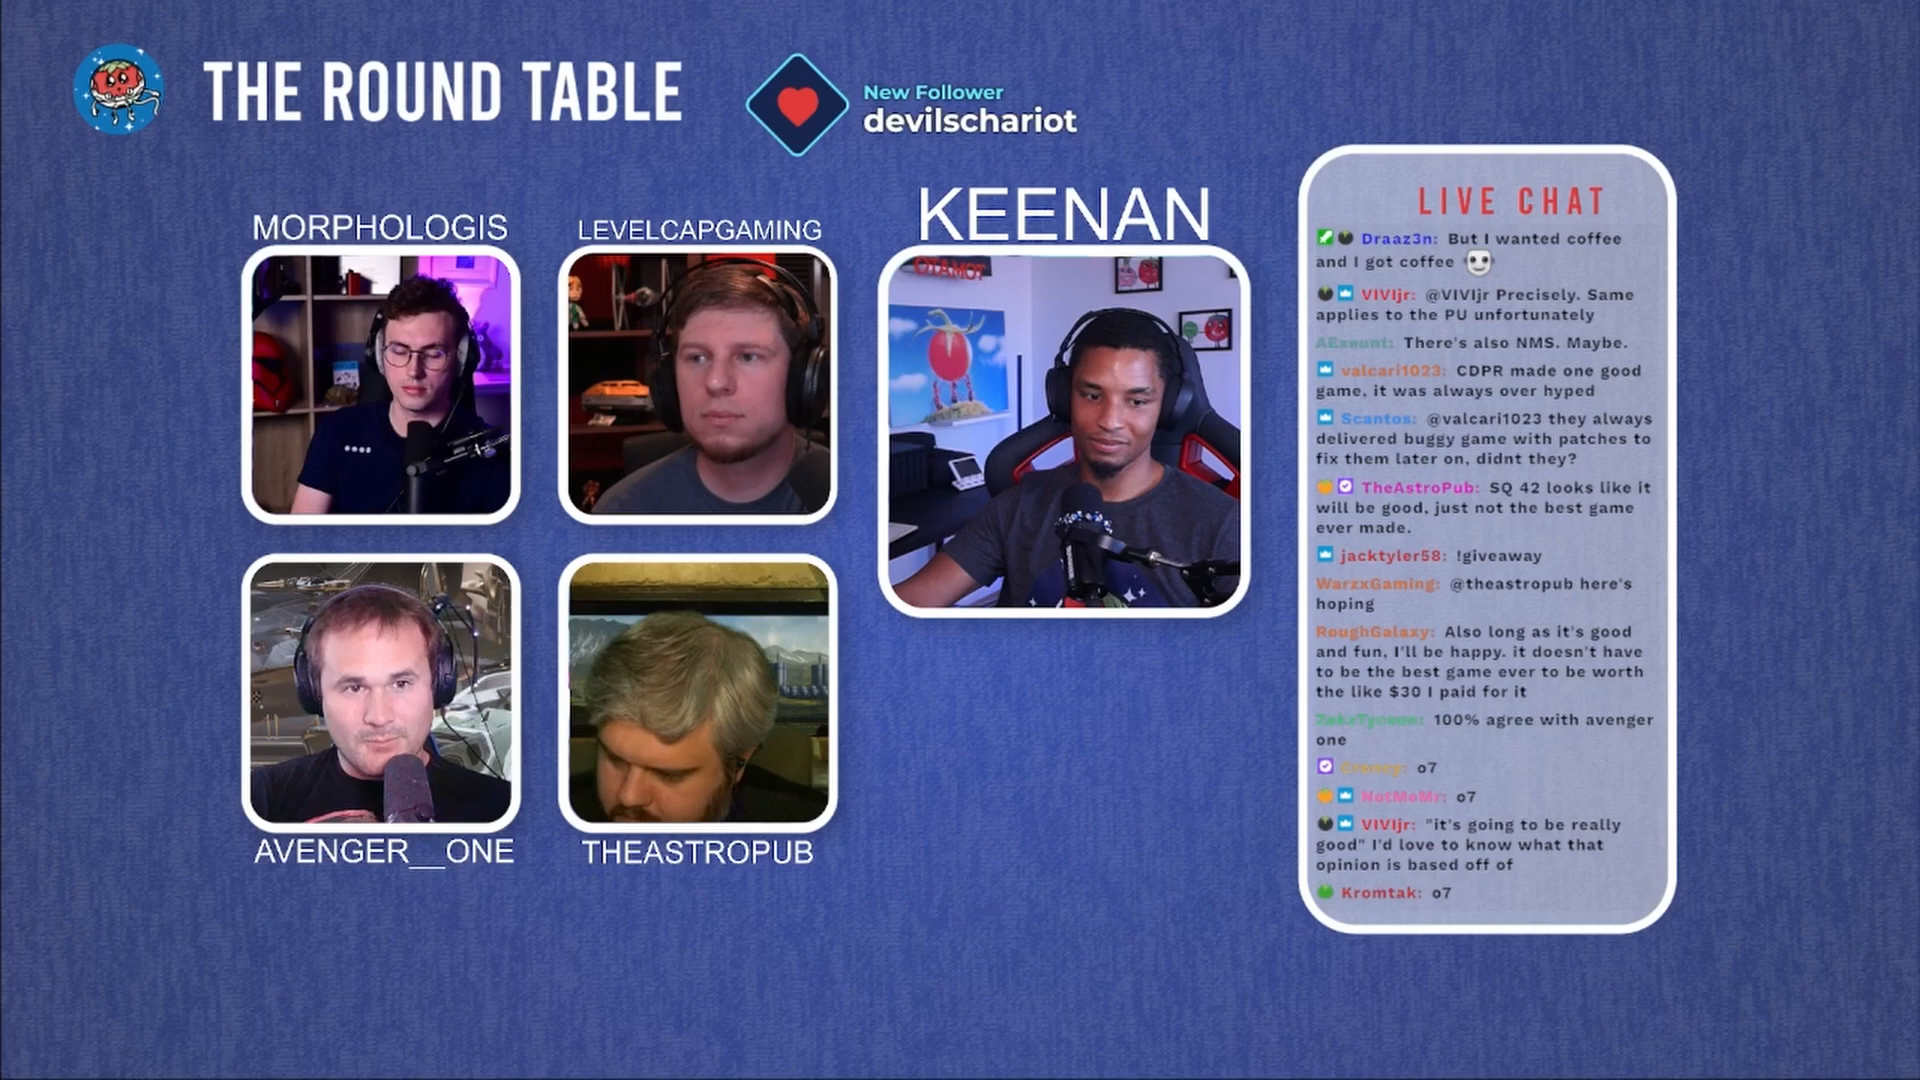 THE ROUND TABLE
New Follower
devilschariot
MORPHOLOGIS
LEVELCAPGAMING
KEENAN
OTAMOT
AVENGER__ONE
THEASTROPUB
LIVE CHAT
Draaz3n: But I wanted coffee
and I got coffee
VIVIjr: @VIVIjr Precisely. Same
applies to the PU unfortunately
AExeunt: There's also NMS. Maybe.
valcari1023: CDPR made one good
game, it was always over hyped
Scantos: @valcari1023 they always
delivered buggy game with patches to
fix them later on, didnt they?
TheAstroPub: SQ 42 looks like it
will be good, just not the best game
ever made.
jacktyler58: !giveaway
WarzxGaming: @theastropub here's
hoping
RoughGalaxy: Also long as it's good
and fun, I'll be happy. it doesn't have
to be the best game ever to be worth
the like $30 I paid for it
100% agree with avenger
one
o7
NotMeMr: o7
VIVIjr: "it's going to be really
good" I'd love to know what that
opinion is based off of
Kromtak: o7